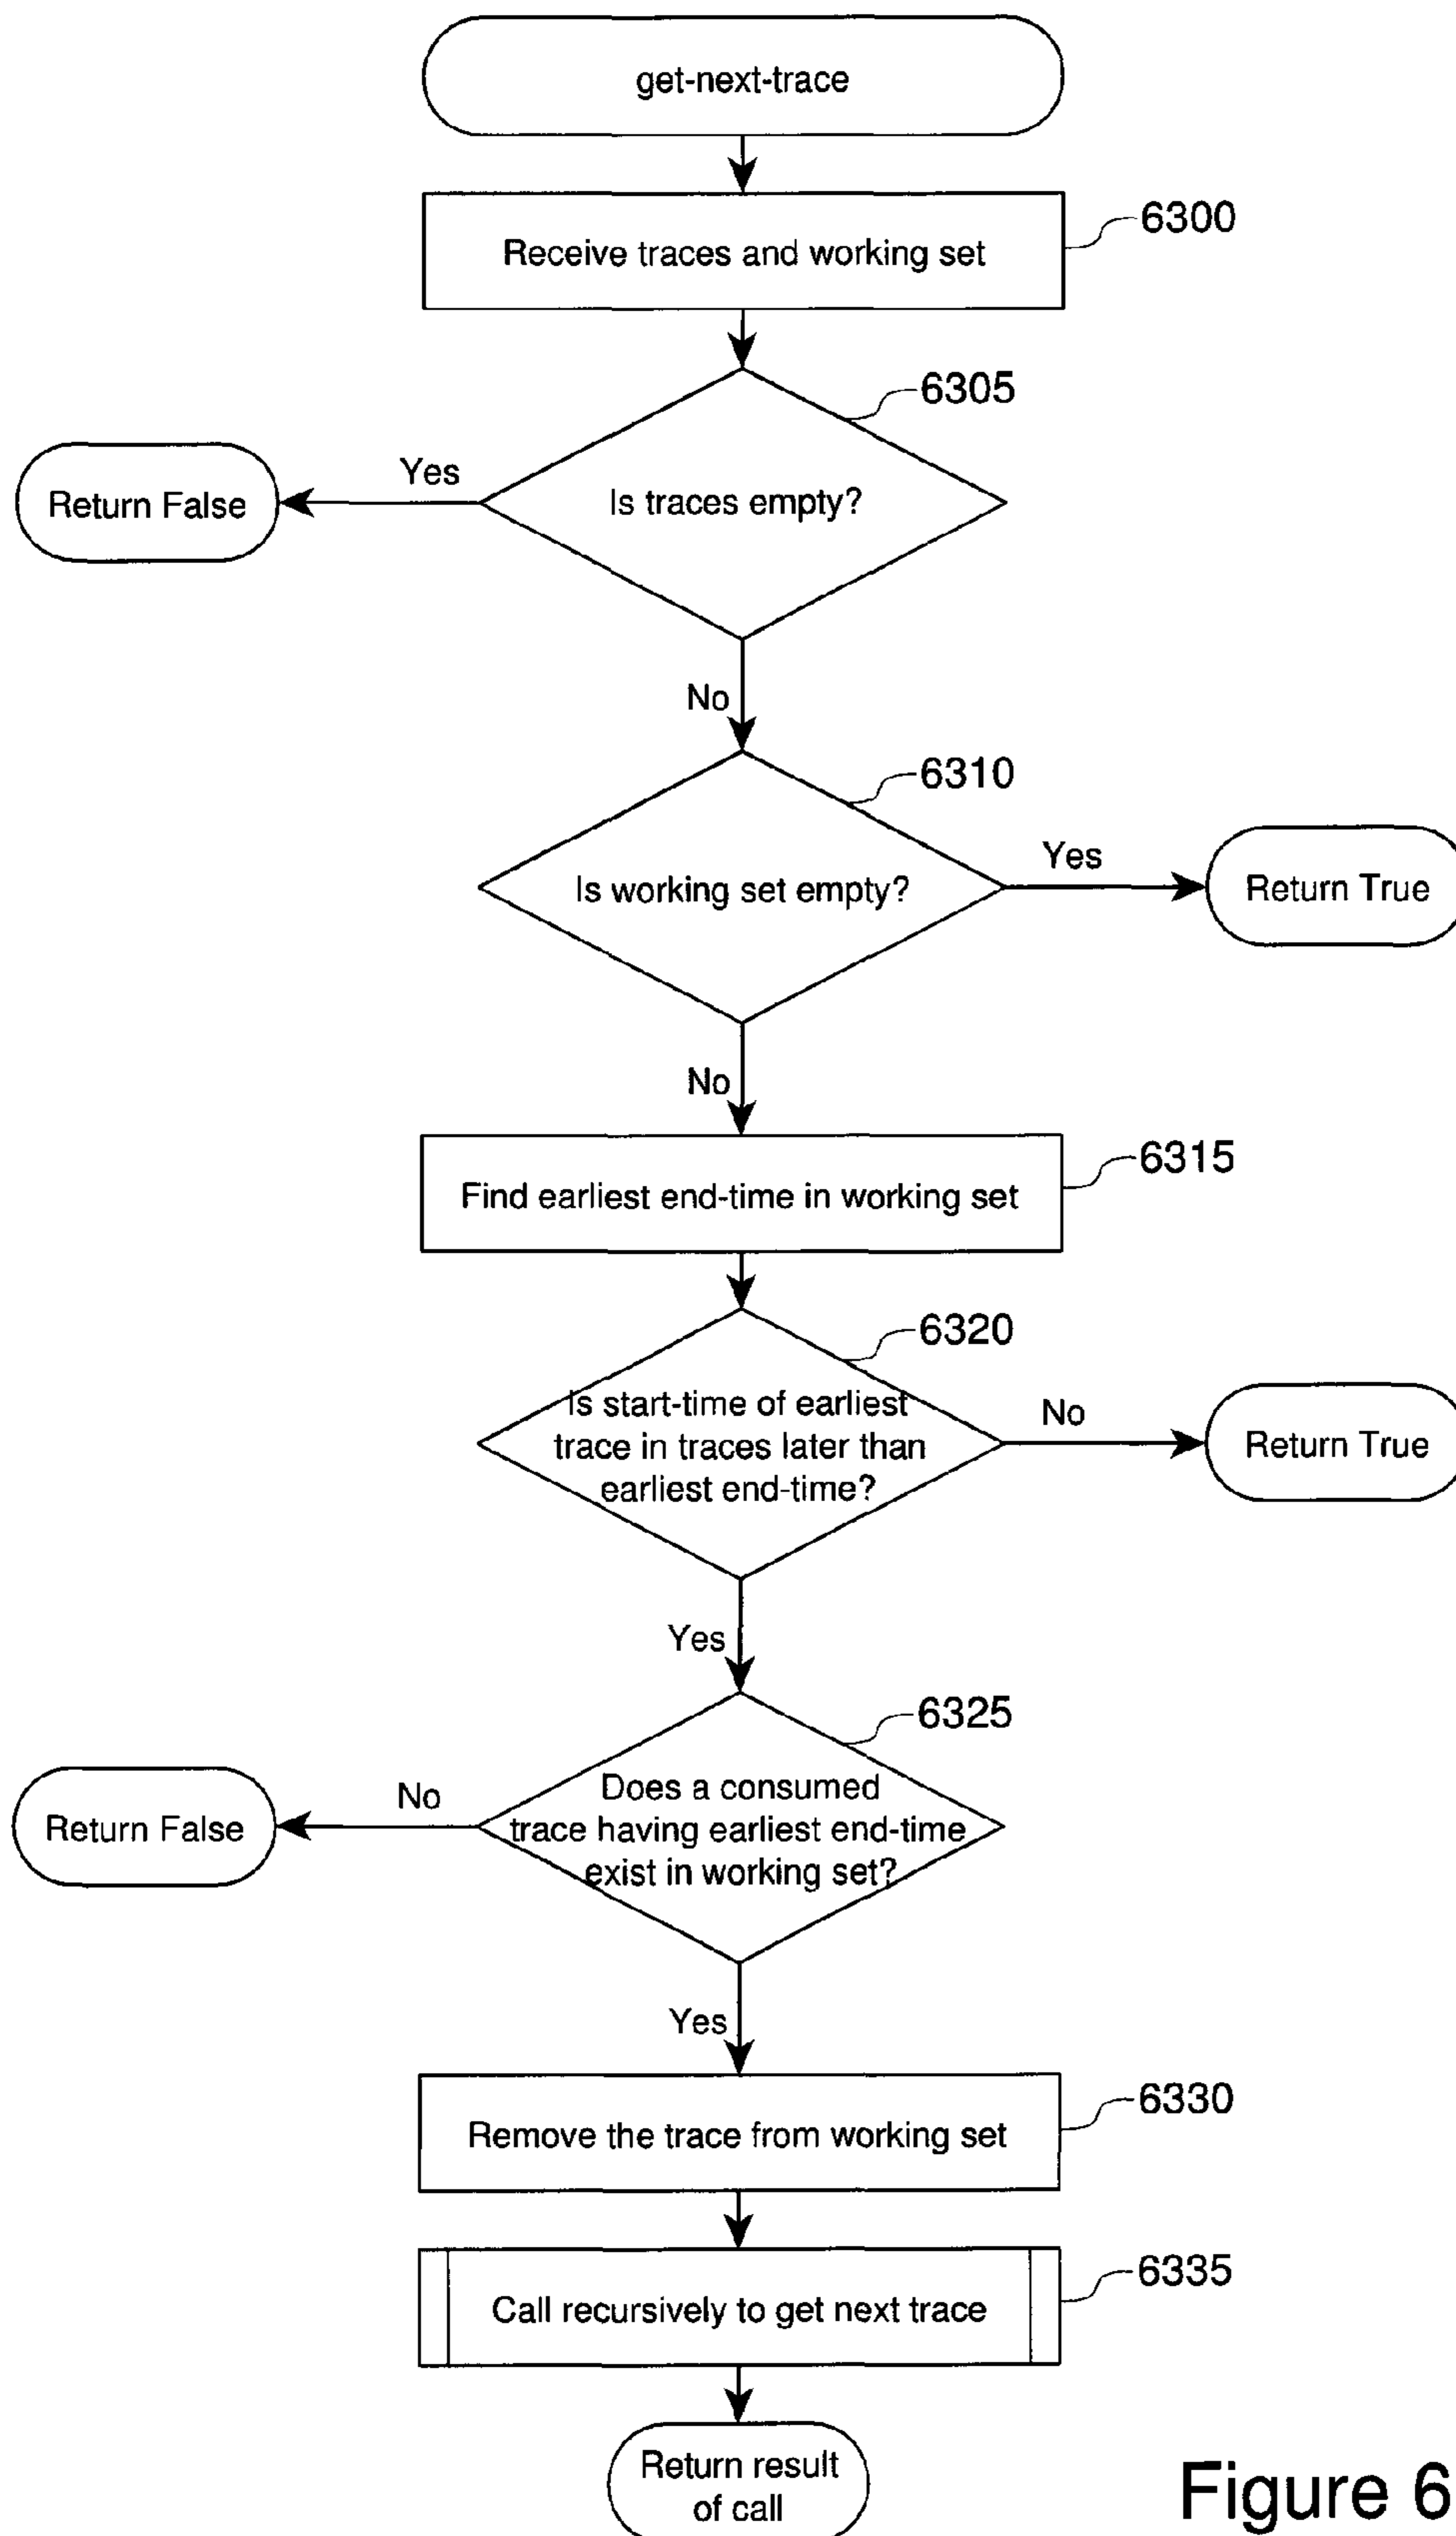 get-next-trace
Receive traces and working set
6300
6305
Is traces empty?
Yes
Return False
No
6310
Is working set empty?
Yes
Return True
No
Find earliest end-time in working set
6315
6320
Is start-time of earliest
trace in traces later than
earliest end-time?
No
Return True
Yes
6325
Does a consumed
trace having earliest end-time
exist in working set?
No
Return False
Yes
Remove the trace from working set
6330
Call recursively to get next trace
6335
Return result
of call
Figure 6